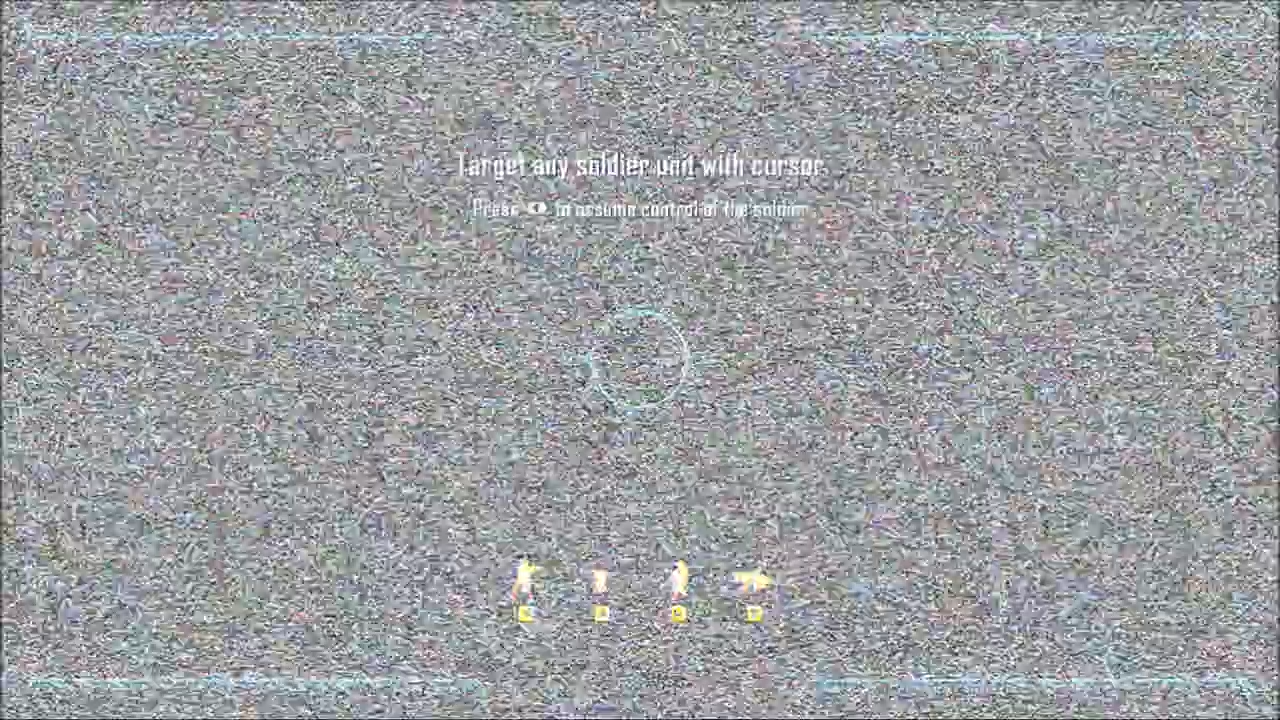 Target any soldier unit with cursor
Press to assume control of the soldier